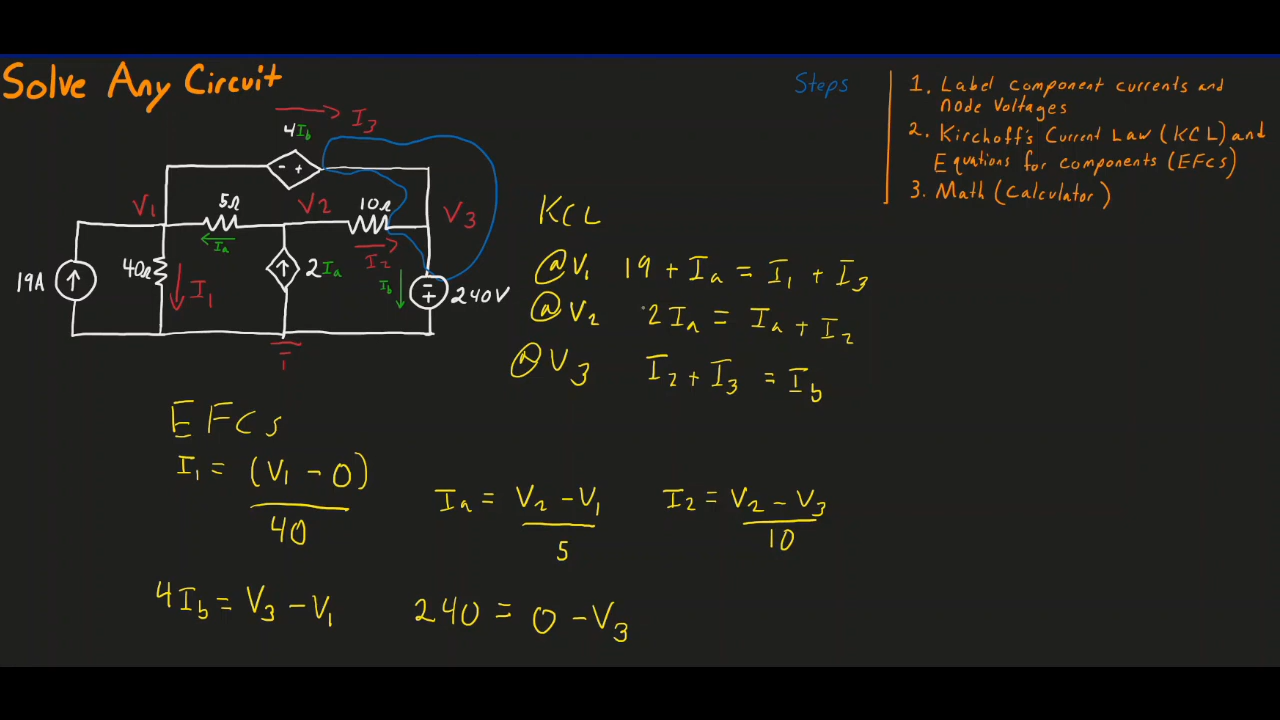 Solve Any Circuit
Steps
1. Label component currents and
node Voltages
2. Kirchoff's Current Law (KCL) and
Equations for components (EFCs)
3. Math (Calculator)
I3
4Ib
- +
V1
5Ω
V2
10Ω
V3
Ia
I2
19A
40Ω
I1
2Ia
Ib
- +
240V
KCL
@V1 19 + Ia = I1 + I3
@V2 2Ia = Ia + I2
@V3 I2 + I3 = Ib
EFCs
I1 = (V1 - 0)
40
Ia = V2 - V1
5
I2 = V2 - V3
10
4Ib = V3 - V1
240 = 0 - V3